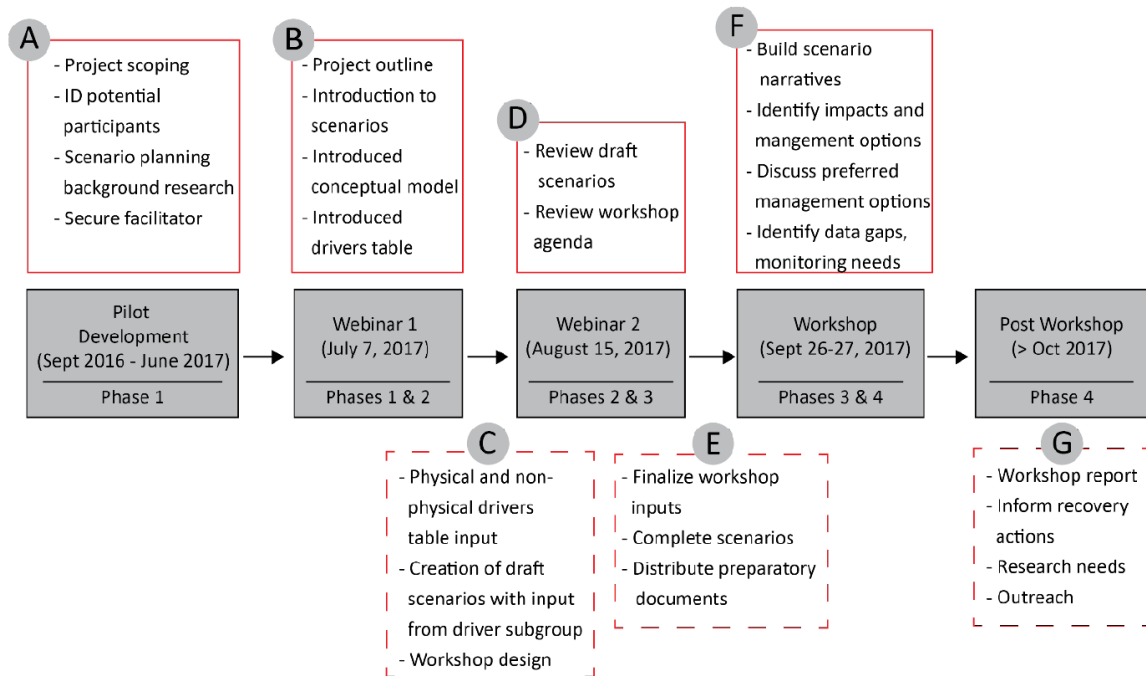 A
- Project scoping
- ID potential
participants
- Scenario planning
background research
- Secure facilitator
B
- Project outline
- Introduction to
scenarios
- Introduced
conceptual model
- Introduced
drivers table
D
- Review draft
scenarios
- Review workshop
agenda
F
- Build scenario
narratives
- Identify impacts and
mangement options
- Discuss preferred
management options
- Identify data gaps,
monitoring needs
Pilot
Development
(Sept 2016 - June 2017)
Phase 1
Webinar 1
(July 7, 2017)
Phases 1 & 2
Webinar 2
(August 15, 2017)
Phases 2 & 3
Workshop
(Sept 26-27, 2017)
Phases 3 & 4
Post Workshop
(> Oct 2017)
Phase 4
C
- Physical and non-
physical drivers
table input
- Creation of draft
scenarios with input
from driver subgroup
- Workshop design
E
- Finalize workshop
inputs
- Complete scenarios
- Distribute preparatory
documents
G
- Workshop report
- Inform recovery
actions
- Research needs
- Outreach